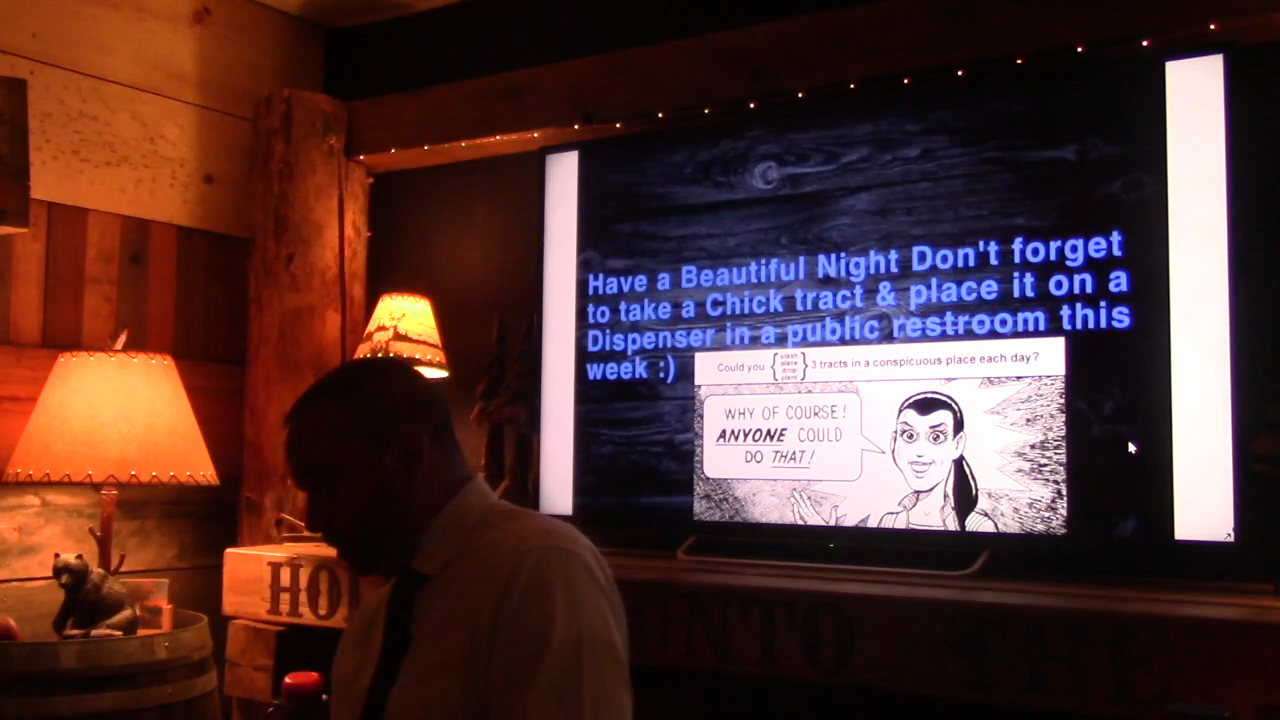 Have a Beautiful Night Don't forget
to take a Chick tract & place it on a
Dispenser in a public restroom this
week :)
Could you { stash place drop plant } 3 tracts in a conspicuous place each day?
WHY OF COURSE!
ANYONE COULD
DO THAT!
HO
UNTO THE